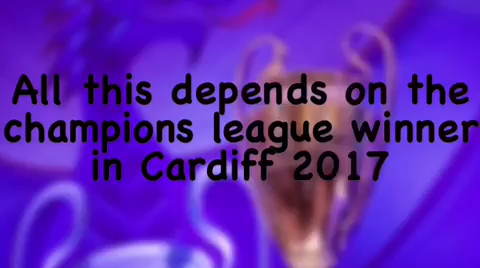 All this depends on the
champions league winner
in Cardiff 2017